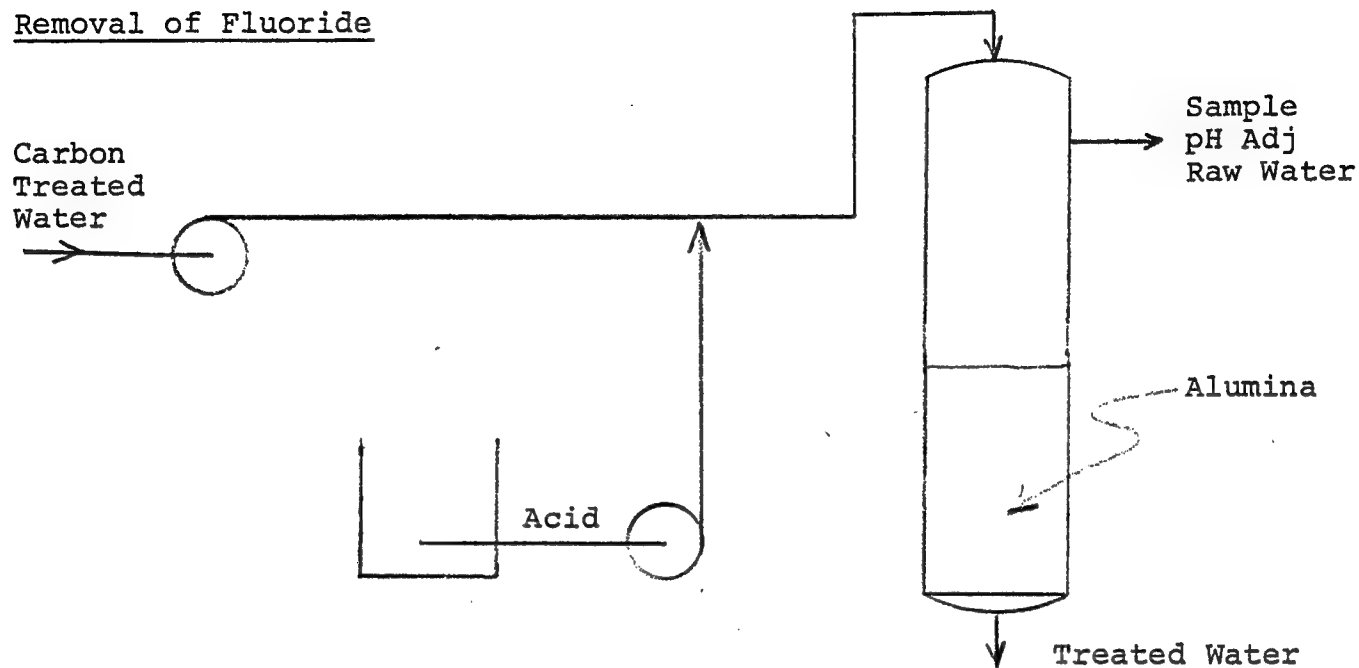 Removal of Fluoride
Carbon
Treated
Water
Sample
pH Adj
Raw Water
Alumina
Acid
Treated Water